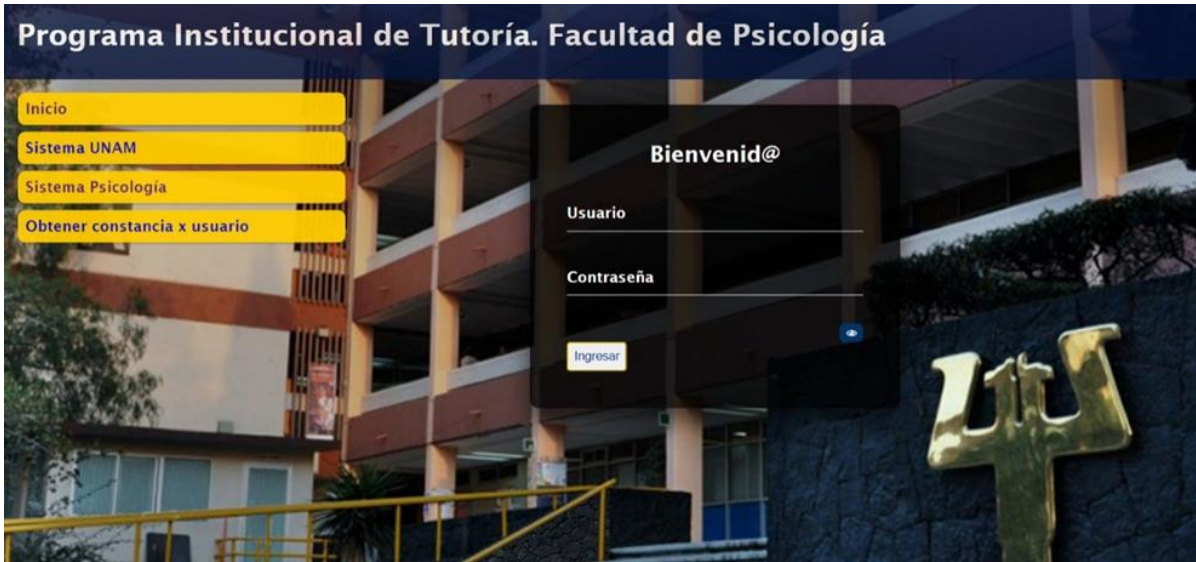 Programa Institucional de Tutoría. Facultad de Psicología
Inicio
Sistema UNAM
Sistema Psicología
Obtener constancia x usuario
Bienvenid@
Usuario
Contraseña
Ingresar